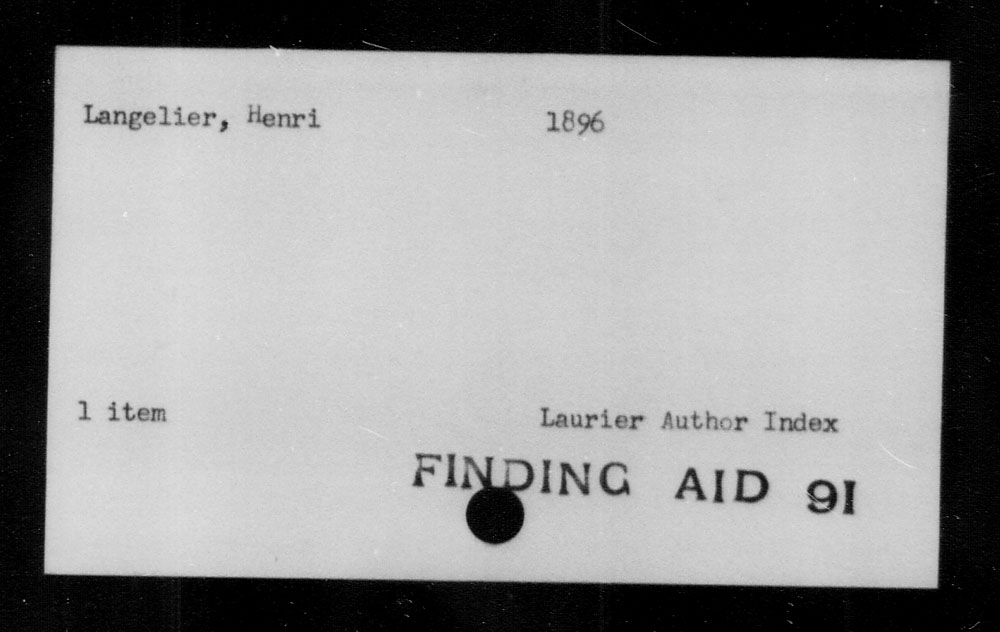 Langelier, Henri 1896
1 item Laurier Author Index
FINDING AID 91